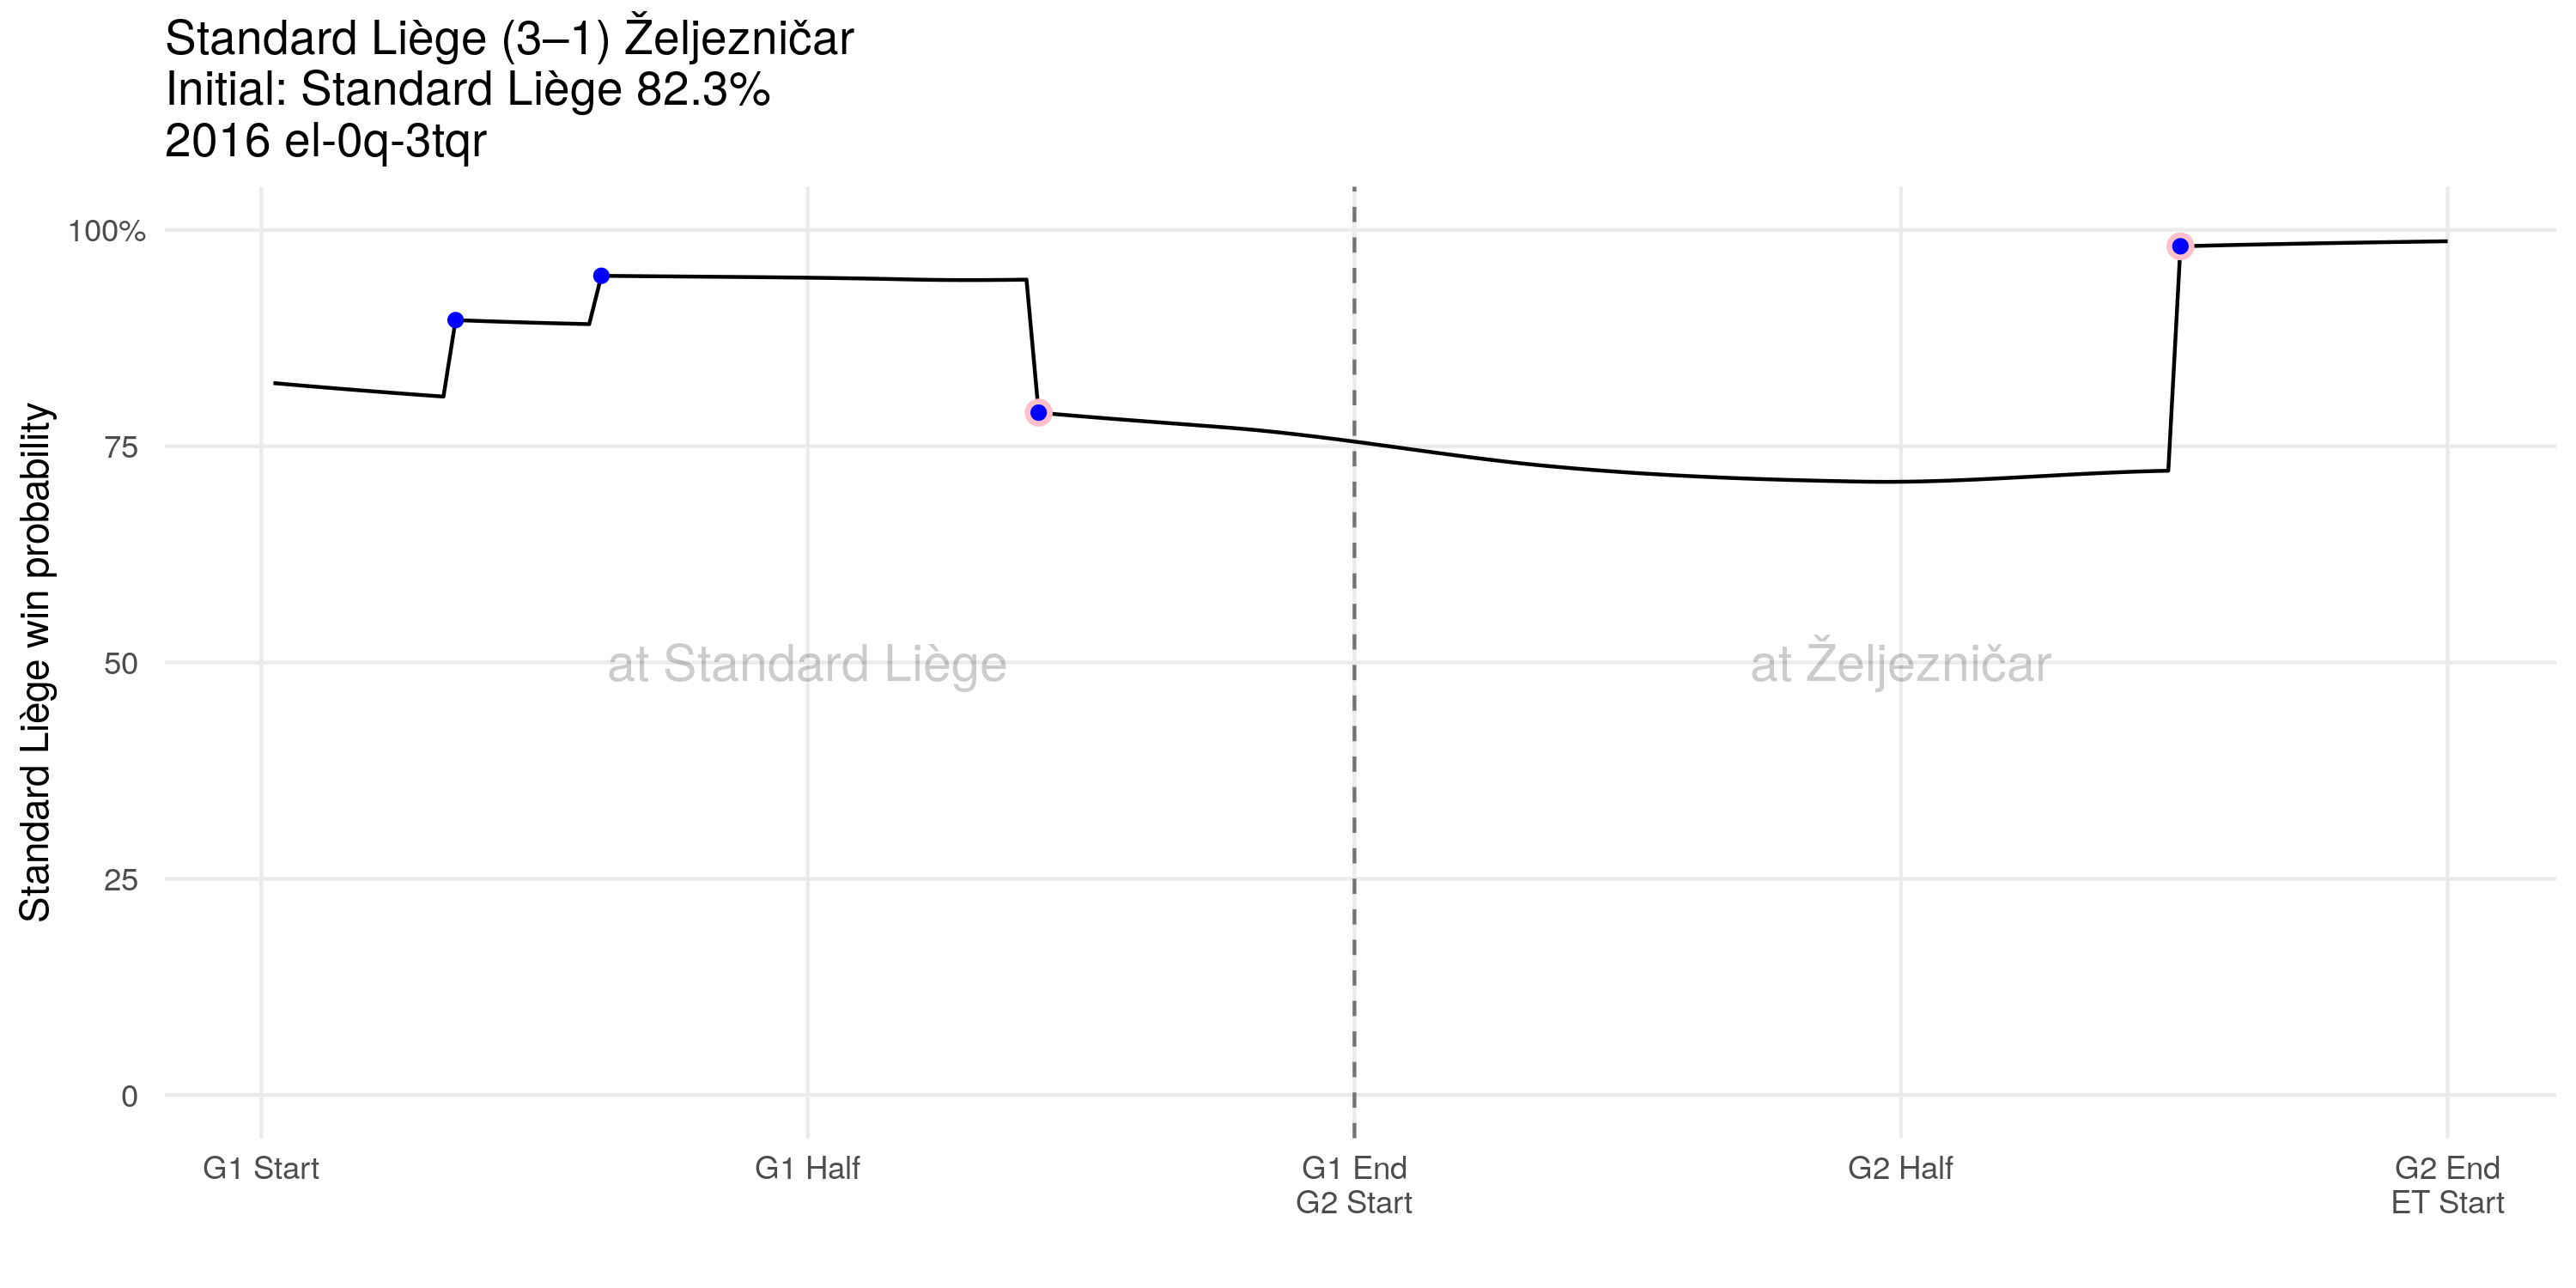 Standard Liège (3–1) Željezničar
Initial: Standard Liège 82.3%
2016 el-0q-3tqr
Standard Liège win probability
100%
75
50
25
0
at Standard Liège
at Željezničar
G1 Start
G1 Half
G1 End
G2 Start
G2 Half
G2 End
ET Start